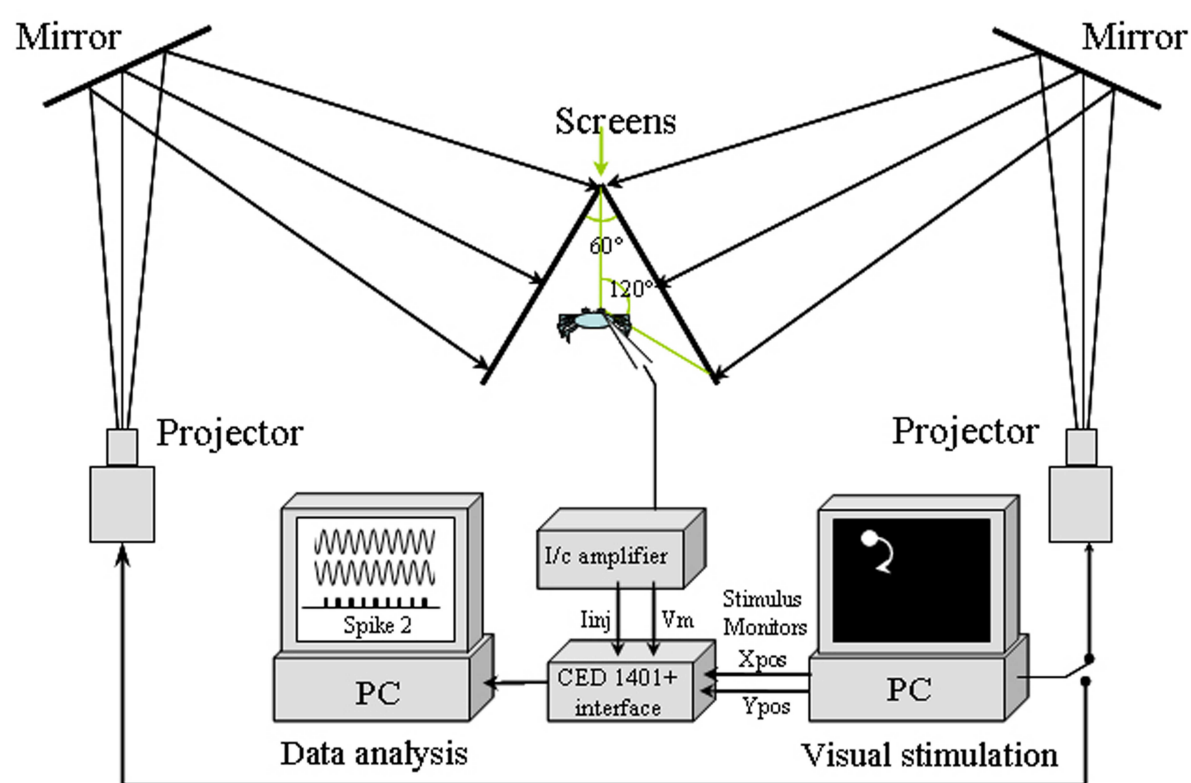 Mirror
Mirror
Screens
60°
120°
Projector
Projector
I/c amplifier
Spike 2
Iinj
Vm
Stimulus
Monitors
Xpos
Ypos
CED 1401+
interface
PC
PC
Data analysis
Visual stimulation